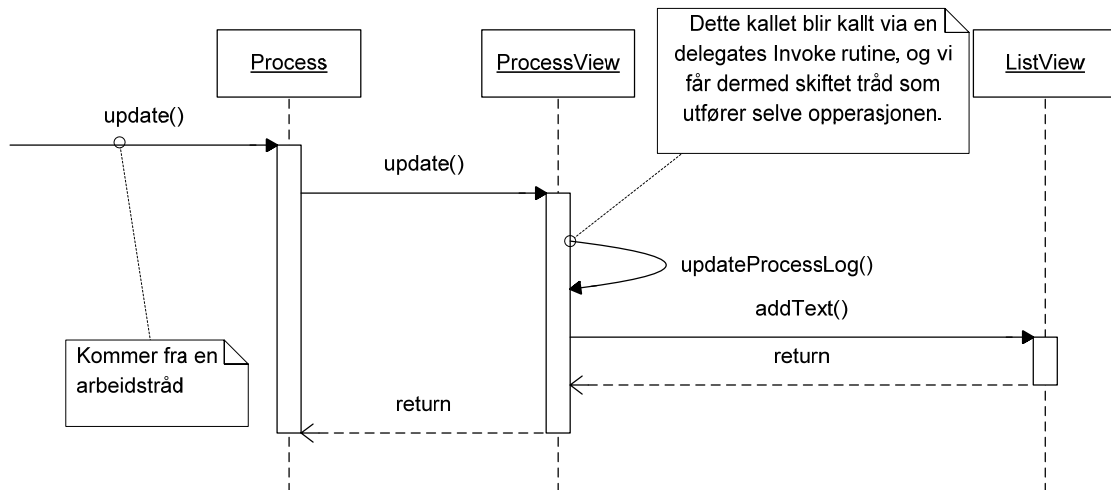 Dette kallet blir kallt via en
delegates Invoke rutine, og vi
får dermed skiftet tråd som
utfører selve opperasjonen.
Process
ProcessView
ListView
update()
update()
updateProcessLog()
addText()
return
Kommer fra en
arbeidstråd
return